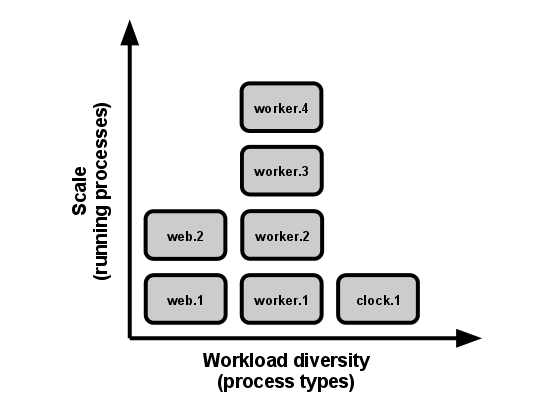 Scale
(running processes)
worker.4
worker.3
web.2
worker.2
web.1
worker.1
clock.1
Workload diversity
(process types)